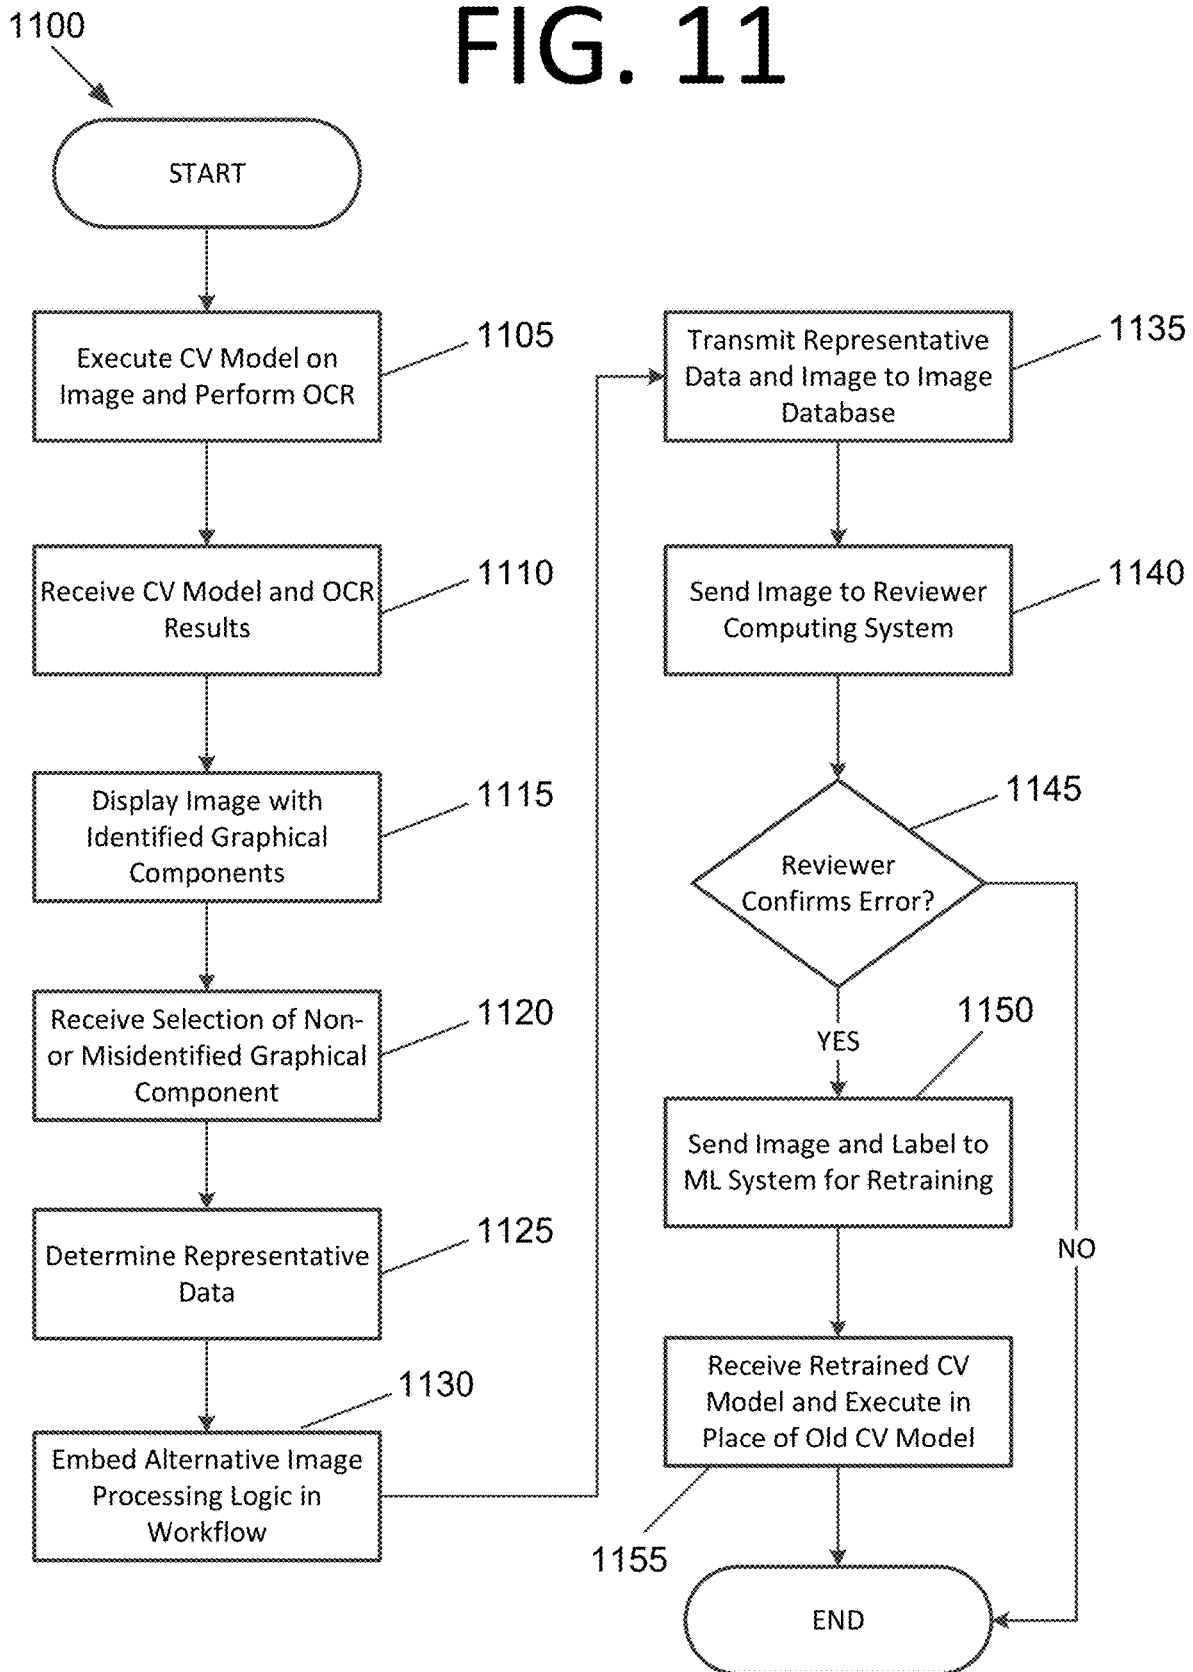 FIG. 11
1100
START
Execute CV Model on
Image and Perform OCR
1105
Receive CV Model and OCR
Results
1110
Display Image with
Identified Graphical
Components
1115
Receive Selection of Non-
or Misidentified Graphical
Component
1120
Determine Representative
Data
1125
Embed Alternative Image
Processing Logic in
Workflow
1130
Transmit Representative
Data and Image to Image
Database
1135
Send Image to Reviewer
Computing System
1140
Reviewer
Confirms Error?
1145
YES
NO
Send Image and Label to
ML System for Retraining
1150
Receive Retrained CV
Model and Execute in
Place of Old CV Model
1155
END